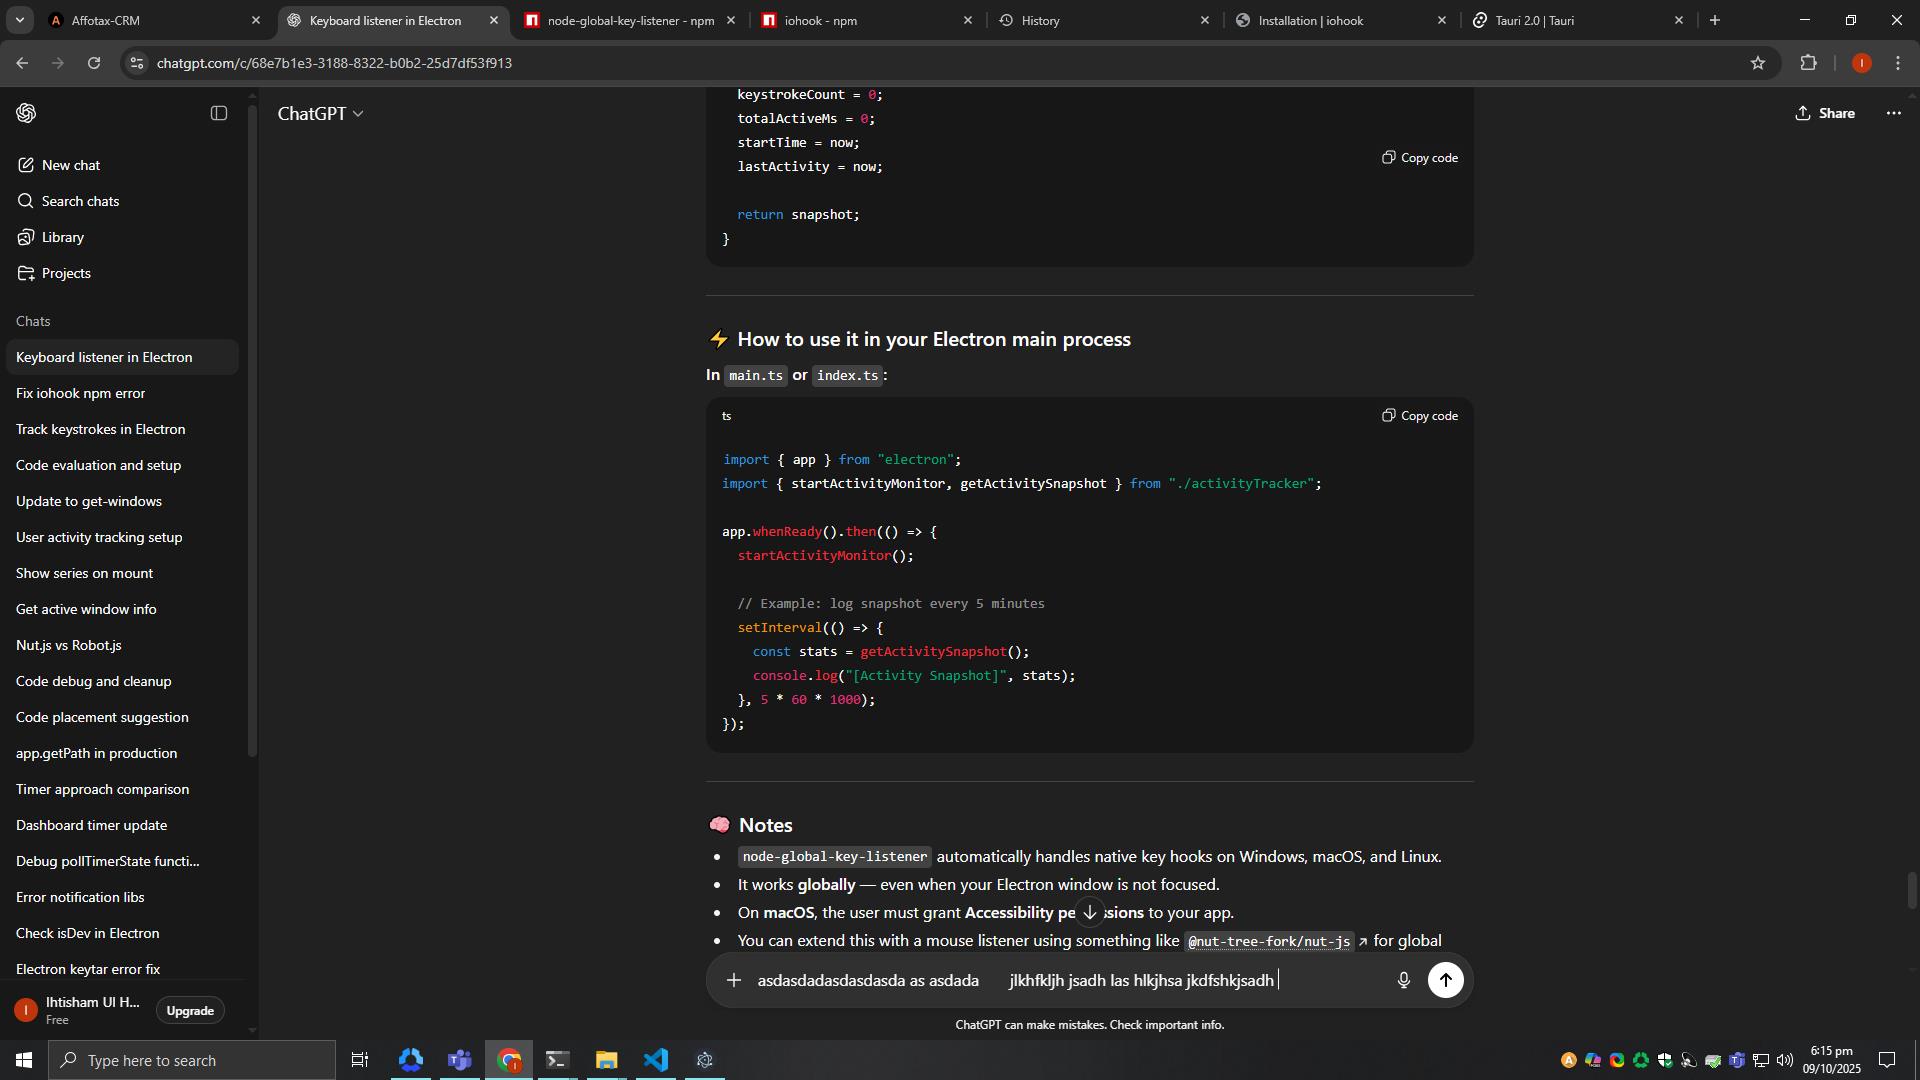 Affotax-CRM
Keyboard listener in Electron
node-global-key-listener - npm
iohook - npm
History
Installation | iohook
Tauri 2.0 | Tauri
chatgpt.com/c/68e7b1e3-3188-8322-b0b2-25d7df53f913
I
ChatGPT
Share
New chat
Search chats
Library
Projects
Chats
Keyboard listener in Electron
Fix iohook npm error
Track keystrokes in Electron
Code evaluation and setup
Update to get-windows
User activity tracking setup
Show series on mount
Get active window info
Nut.js vs Robot.js
Code debug and cleanup
Code placement suggestion
app.getPath in production
Timer approach comparison
Dashboard timer update
Debug pollTimerState functi...
Error notification libs
Check isDev in Electron
Electron keytar error fix
I
Ihtisham Ul H...
Free
Upgrade
keystrokeCount = 0;
totalActiveMs = 0;
startTime = now;
Copy code
lastActivity = now;
return snapshot;
}
⚡ How to use it in your Electron main process
In main.ts or index.ts:
ts
Copy code
import { app } from "electron";
import { startActivityMonitor, getActivitySnapshot } from "./activityTracker";
app.whenReady().then(() => {
startActivityMonitor();
// Example: log snapshot every 5 minutes
setInterval(() => {
const stats = getActivitySnapshot();
console.log("[Activity Snapshot]", stats);
}, 5 * 60 * 1000);
});
🧠 Notes
• node-global-key-listener automatically handles native key hooks on Windows, macOS, and Linux.
• It works globally — even when your Electron window is not focused.
• On macOS, the user must grant Accessibility to your app.
• You can extend this with a mouse listener using something like @nut-tree-fork/nut-js ↗ for global
asdasdadasdasdasda as asdada jlkhfkljh jsadh las hlkjhsa jkdfshkjsadh
ChatGPT can make mistakes. Check important info.
Type here to search
6:15 pm
09/10/2025